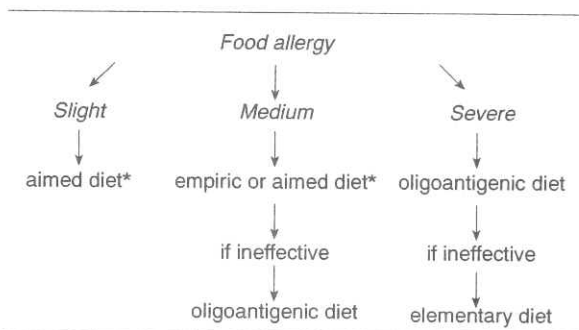 Food allergy
Slight Medium Severe
aimed diet* empiric or aimed diet* oligoantigenic diet
if ineffective if ineffective
oligoantigenic diet elementary diet